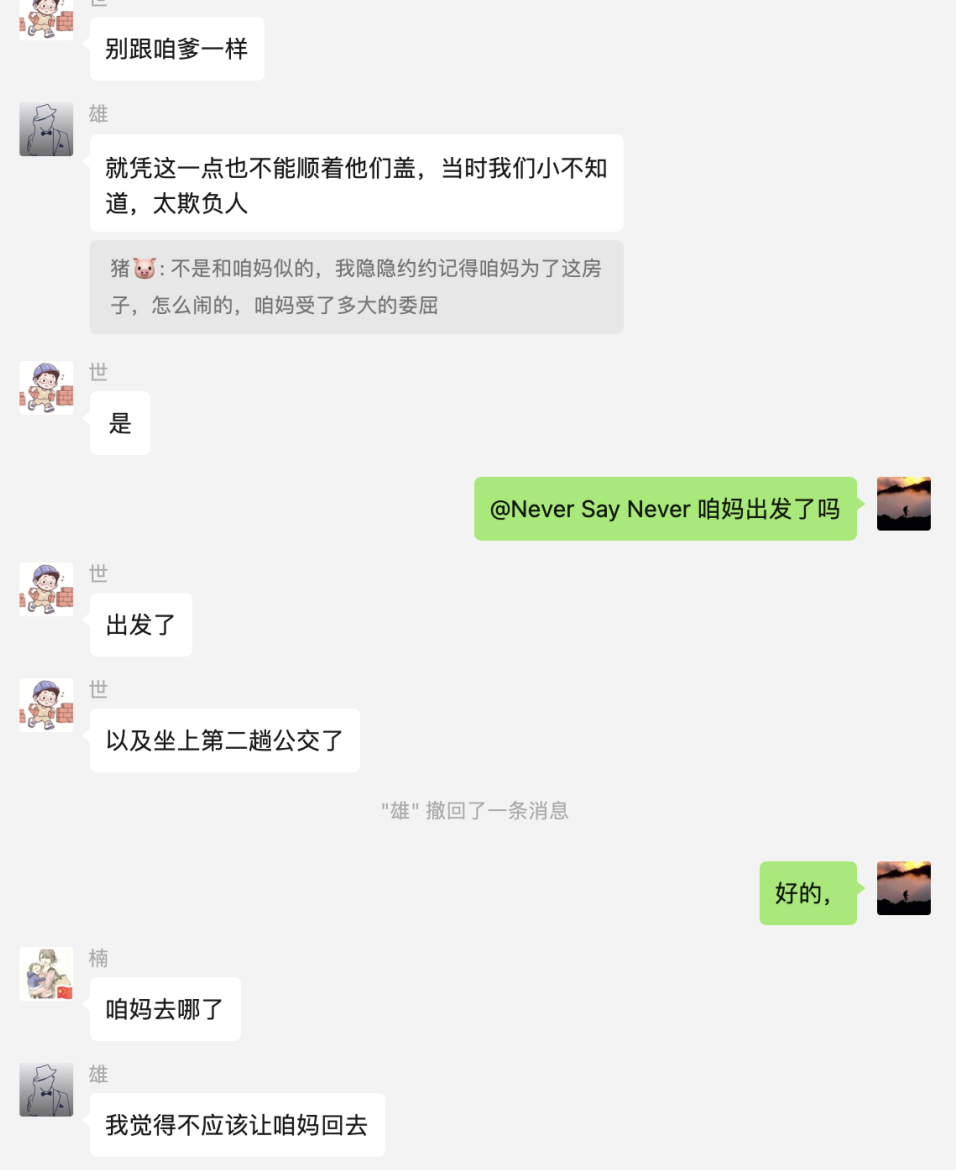 别跟咱爹一样
雄
就凭这一点也不能顺着他们盖，当时我们小不知
道，太欺负人
猪🐷: 不是和咱妈似的，我隐隐约约记得咱妈为了这房
子，怎么闹的，咱妈受了多大的委屈
世
是
@Never Say Never 咱妈出发了吗
世
出发了
世
以及坐上第二趟公交了
"雄" 撤回了一条消息
好的，
楠
咱妈去哪了
雄
我觉得不应该让咱妈回去